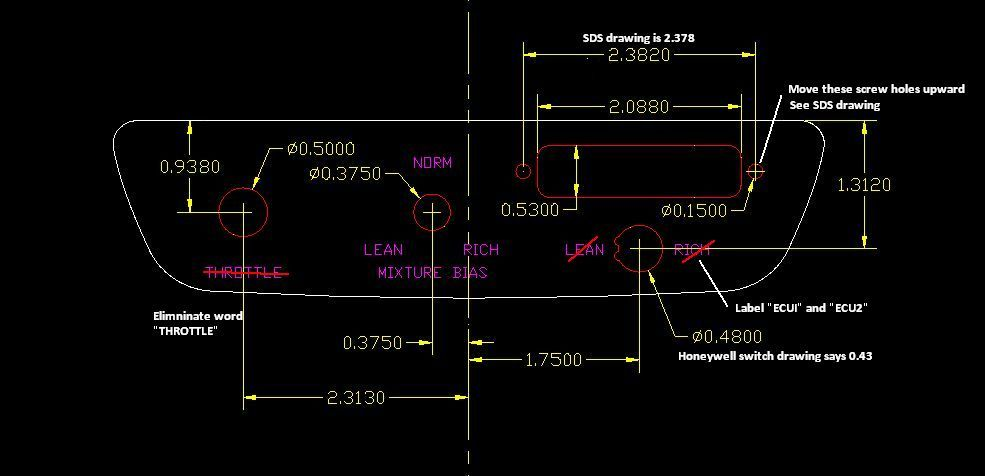 SDS drawing is 2.378
2.3820
Move these screw holes upward
See SDS drawing
2.0880
0.9380
Ø0.5000
NORM
Ø0.3750
1.3120
0.5300
Ø0.1500
LEAN RICH
LEAN RICH
THROTTLE
MIXTURE BIAS
Elimninate word
"THROTTLE"
Label "ECUI" and "ECU2"
0.3750
Ø0.4800
1.7500
Honeywell switch drawing says 0.43
2.3130